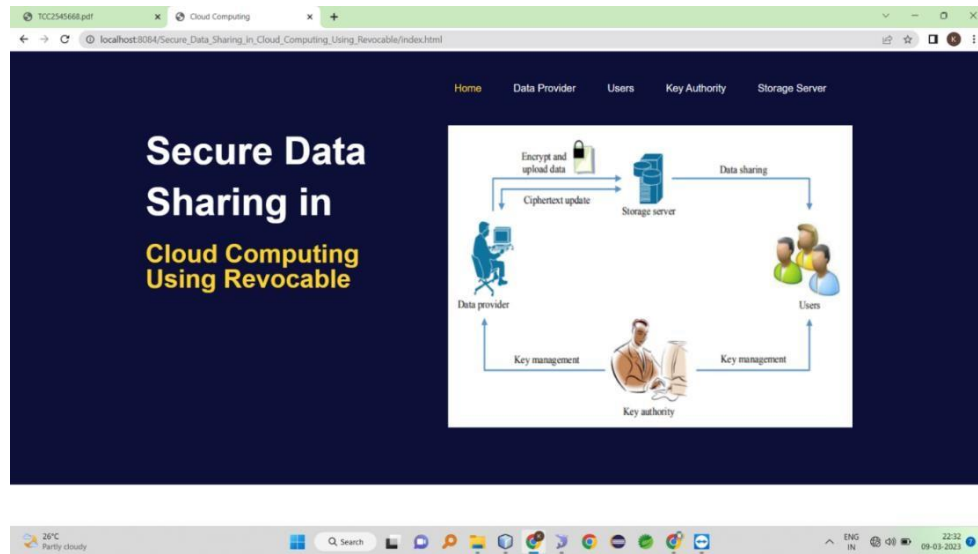 TCC2545668.pdf
Cloud Computing
localhost:8084/Secure_Data_Sharing_in_Cloud_Computing_Using_Revocable/index.html
K
Home Data Provider Users Key Authority Storage Server
Secure Data
Sharing in
Cloud Computing
Using Revocable
Encrypt and
upload data
Data sharing
Ciphertext update
Storage server
Data provider
Users
Key management
Key management
Key authority
26°C
Partly cloudy
Search
ENG
IN
22:32
09-03-2023